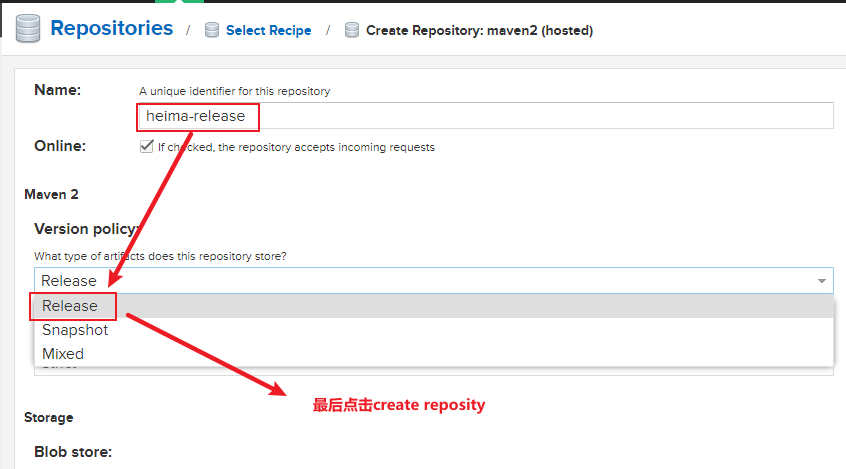 Repositories / Select Recipe / Create Repository: maven2 (hosted)
Name: A unique identifier for this repository
heima-release
Online: If checked, the repository accepts incoming requests
Maven 2
Version policy:
What type of artifacts does this repository store?
Release
Release
Snapshot
Mixed
最后点击create reposity
Storage
Blob store: